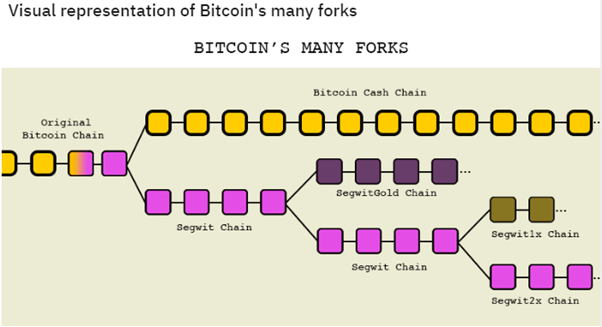 Visual representation of Bitcoin's many forks
BITCOIN'S MANY FORKS
Bitcoin Cash Chain
Original
Bitcoin Chain
SegwitGold Chain
Segwit Chain
Segwit1x Chain
Segwit Chain
Segwit2x Chain